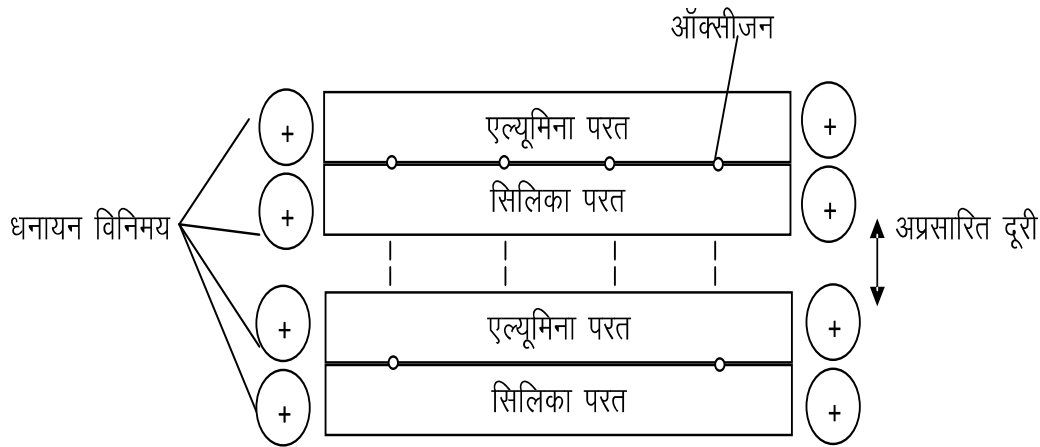 ऑक्सीजन
+
+
एल्यूमिना परत
+
+
सिलिका परत
धनायन विनिमय
अप्रसारित दूरी
+
+
एल्यूमिना परत
+
+
सिलिका परत